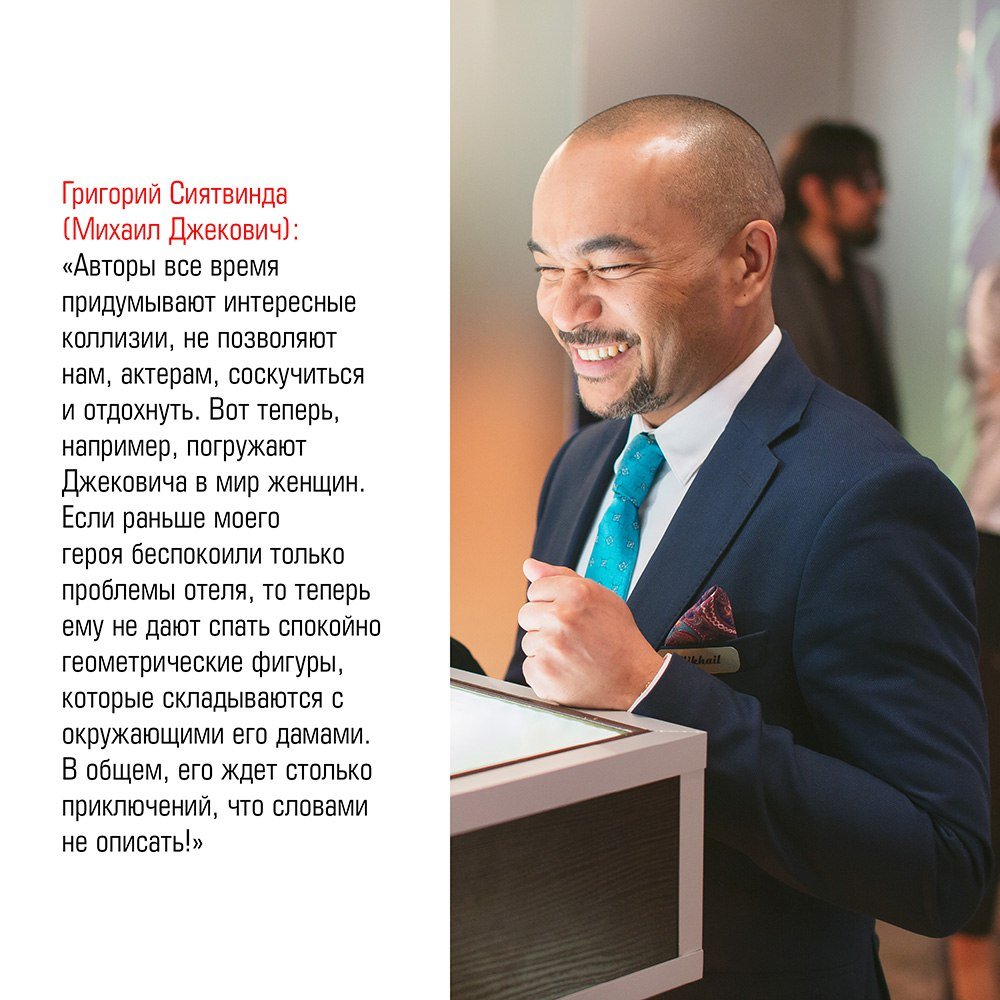 Григорий Сиятвинда
(Михаил Джекович):
«Авторы все время
придумывают интересные
коллизии, не позволяют
нам, актерам, соскучиться
и отдохнуть. Вот теперь,
например, погружают
Джековича в мир женщин.
Если раньше моего
героя беспокоили только
проблемы отеля, то теперь
ему не дают спать спокойно
геометрические фигуры,
которые складываются с
окружающими его дамами.
В общем, его ждет столько
приключений, что словами
не описать!»